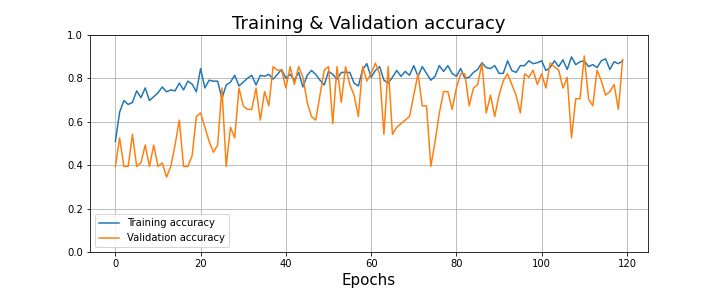 Training & Validation accuracy
1.0
0.8
0.6
0.4
0.2
0.0
Training accuracy
Validation accuracy
0 20 40 60 80 100 120
Epochs